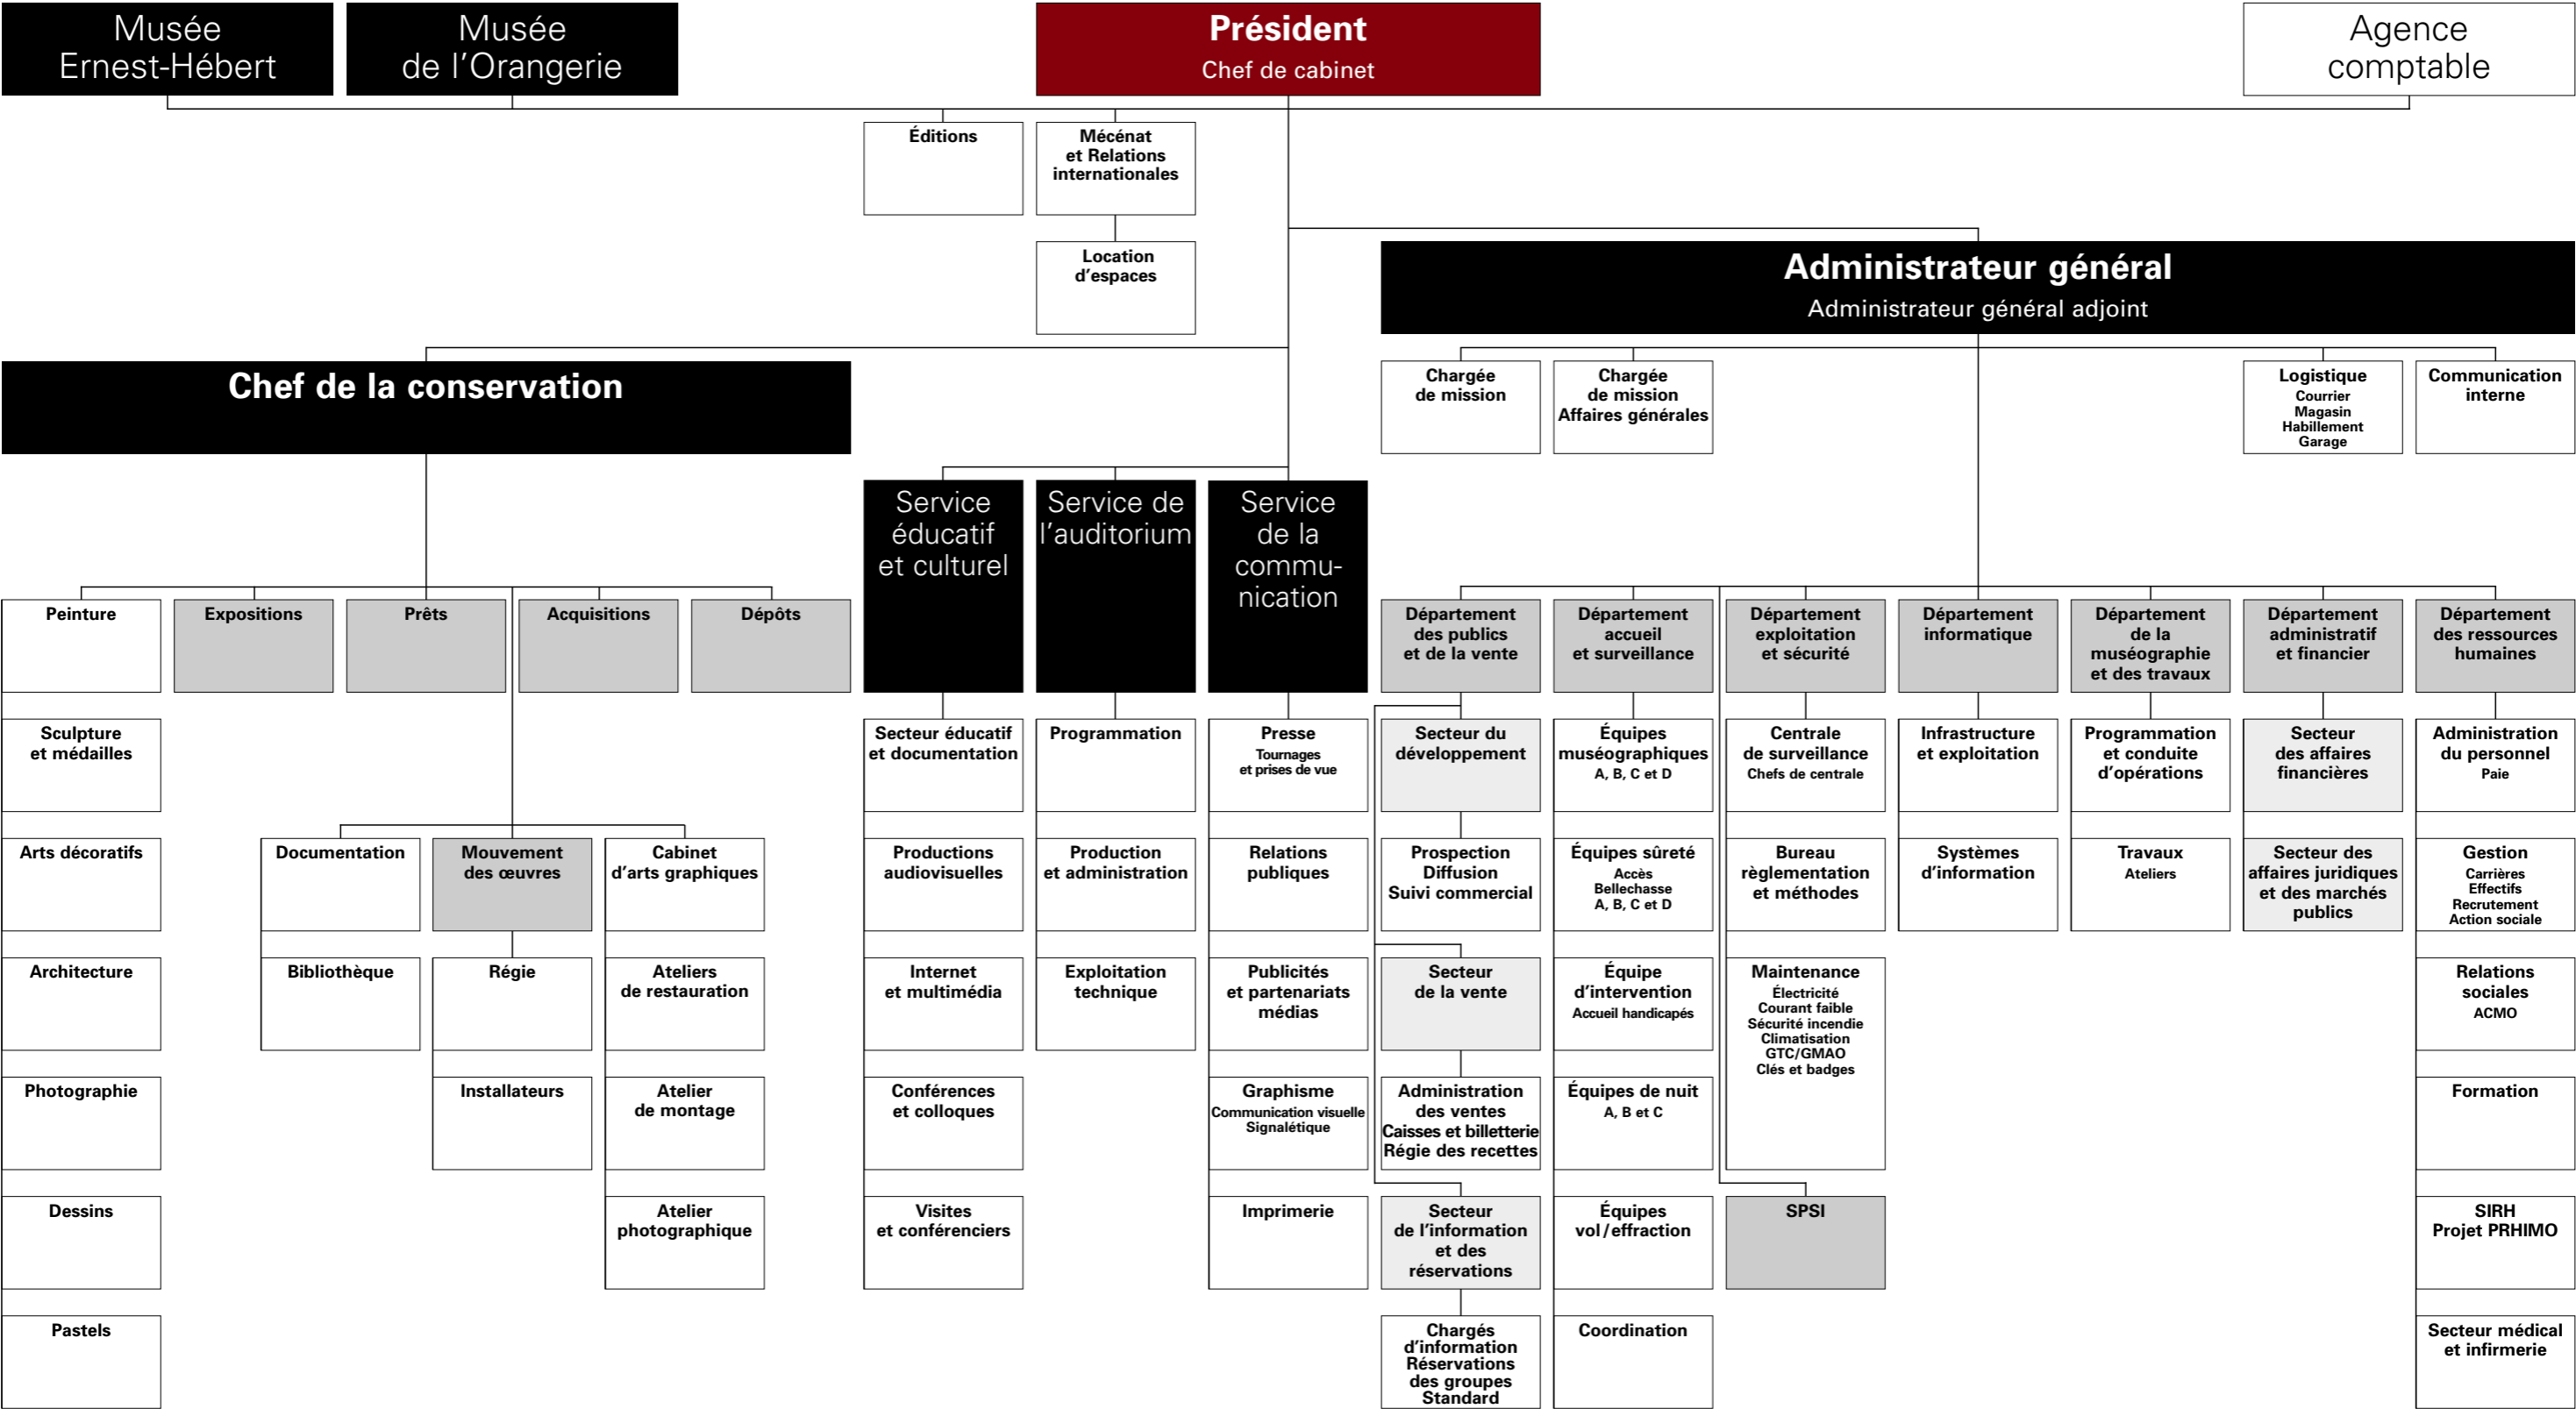 Musée
Ernest-Hébert
Musée
de l'Orangerie
Président
Chef de cabinet
Agence
comptable
Éditions
Mécénat
et Relations
internationales
Location
d'espaces
Administrateur général
Administrateur général adjoint
Chef de la conservation
Chargée
de mission
Chargée
de mission
Affaires générales
Logistique
Courrier
Magasin
Habillement
Garage
Communication
interne
Service
éducatif
et culturel
Service de
l'auditorium
Service
de la
commu-
nication
Peinture
Expositions
Prêts
Acquisitions
Dépôts
Département
des publics
et de la vente
Département
accueil
et surveillance
Département
exploitation
et sécurité
Département
informatique
Département
de la
muséographie
et des travaux
Département
administratif
et financier
Département
des ressources
humaines
Sculpture
et médailles
Secteur éducatif
et documentation
Programmation
Presse
Tournages
et prises de vue
Secteur du
développement
Équipes
muséographiques
A, B, C et D
Centrale
de surveillance
Chefs de centrale
Infrastructure
et exploitation
Programmation
et conduite
d'opérations
Secteur
des affaires
financières
Administration
du personnel
Paie
Arts décoratifs
Documentation
Mouvement
des œuvres
Cabinet
d'arts graphiques
Productions
audiovisuelles
Production
et administration
Relations
publiques
Prospection
Diffusion
Suivi commercial
Équipes sûreté
Accès
Bellechasse
A, B, C et D
Bureau
règlementation
et méthodes
Systèmes
d'information
Travaux
Ateliers
Secteur des
affaires juridiques
et des marchés
publics
Gestion
Carrières
Effectifs
Recrutement
Action sociale
Architecture
Bibliothèque
Régie
Ateliers
de restauration
Internet
et multimédia
Exploitation
technique
Publicités
et partenariats
médias
Secteur
de la vente
Équipe
d'intervention
Accueil handicapés
Maintenance
Électricité
Courant faible
Sécurité incendie
Climatisation
GTC/GMAO
Clés et badges
Relations
sociales
ACMO
Photographie
Installateurs
Atelier
de montage
Conférences
et colloques
Graphisme
Communication visuelle
Signalétique
Administration
des ventes
Caisses et billetterie
Régie des recettes
Équipes de nuit
A, B et C
Formation
Dessins
Atelier
photographique
Visites
et conférenciers
Imprimerie
Secteur
de l'information
et des
réservations
Équipes
vol/effraction
SPSI
SIRH
Projet PRHIMO
Pastels
Chargés
d'information
Réservations
des groupes
Standard
Coordination
Secteur médical
et infirmerie